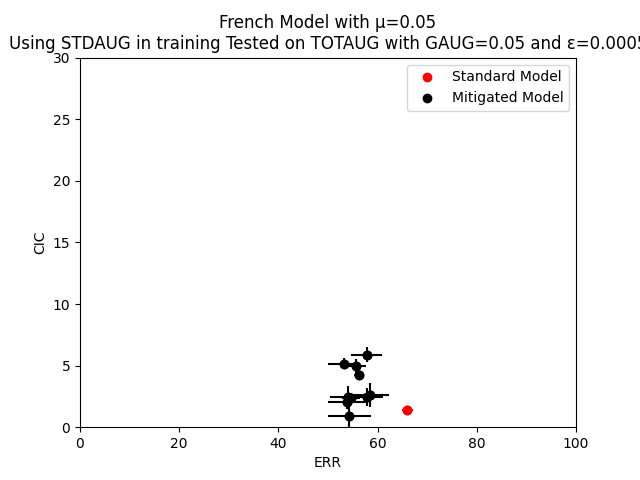 French Model with μ=0.05
Using STDAUG in training Tested on TOTAUG with GAUG=0.05 and ε=0.0005
Standard Model
Mitigated Model
30
25
20
15
10
5
0
CIC
0 20 40 60 80 100
ERR